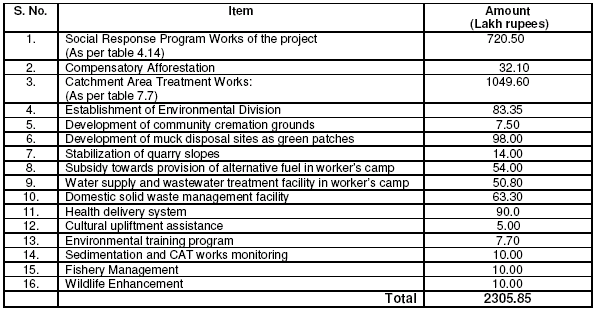 S. No. Item Amount
(Lakh rupees)
1. Social Response Program Works of the project 720.50
(As per table 4.14)
2. Compensatory Afforestation 32.10
3. Catchment Area Treatment Works: 1049.60
(As per table 7.7)
4. Establishment of Environmental Division 83.35
5. Development of community cremation grounds 7.50
6. Development of muck disposal sites as green patches 98.00
7. Stabilization of quarry slopes 14.00
8. Subsidy towards provision of alternative fuel in worker's camp 54.00
9. Water supply and wastewater treatment facility in worker's camp 50.80
10. Domestic solid waste management facility 63.30
11. Health delivery system 90.0
12. Cultural upliftment assistance 5.00
13. Environmental training program 7.70
14. Sedimentation and CAT works monitoring 10.00
15. Fishery Management 10.00
16. Wildlife Enhancement 10.00
Total 2305.85